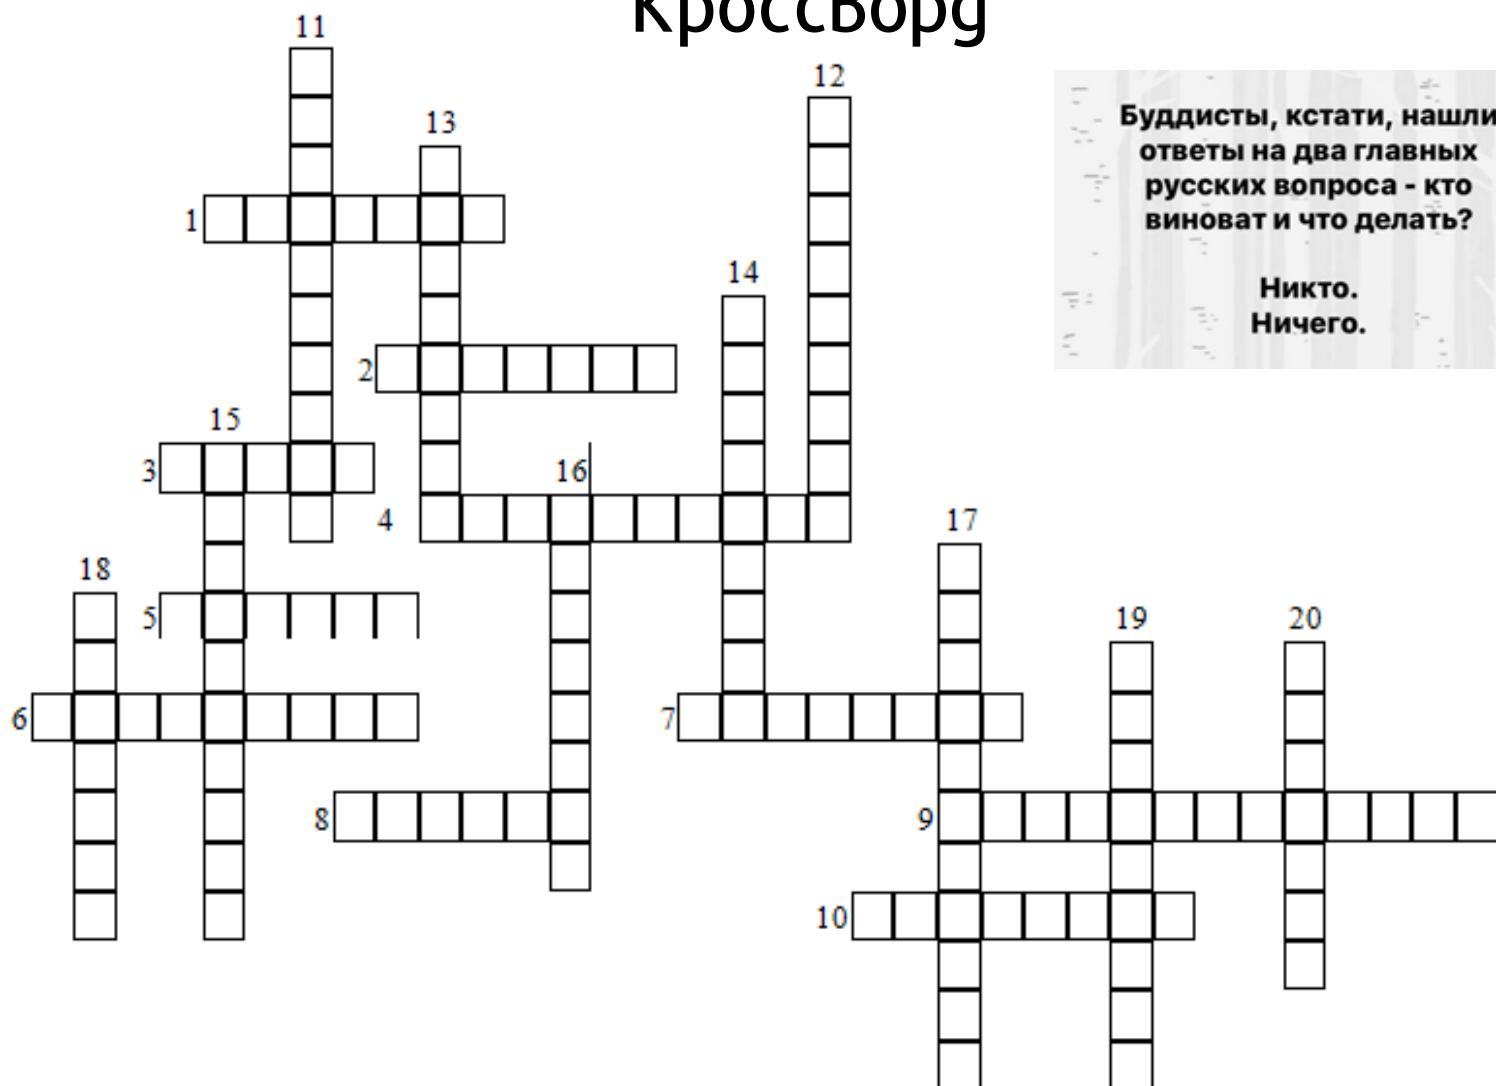 Кроссворд
11
12
13
1
14
2
15
3
16
4
17
18
5
19
20
6
7
8
9
10
Буддисты, кстати, нашли
ответы на два главных
русских вопроса - кто
виноват и что делать?
Никто.
Ничего.